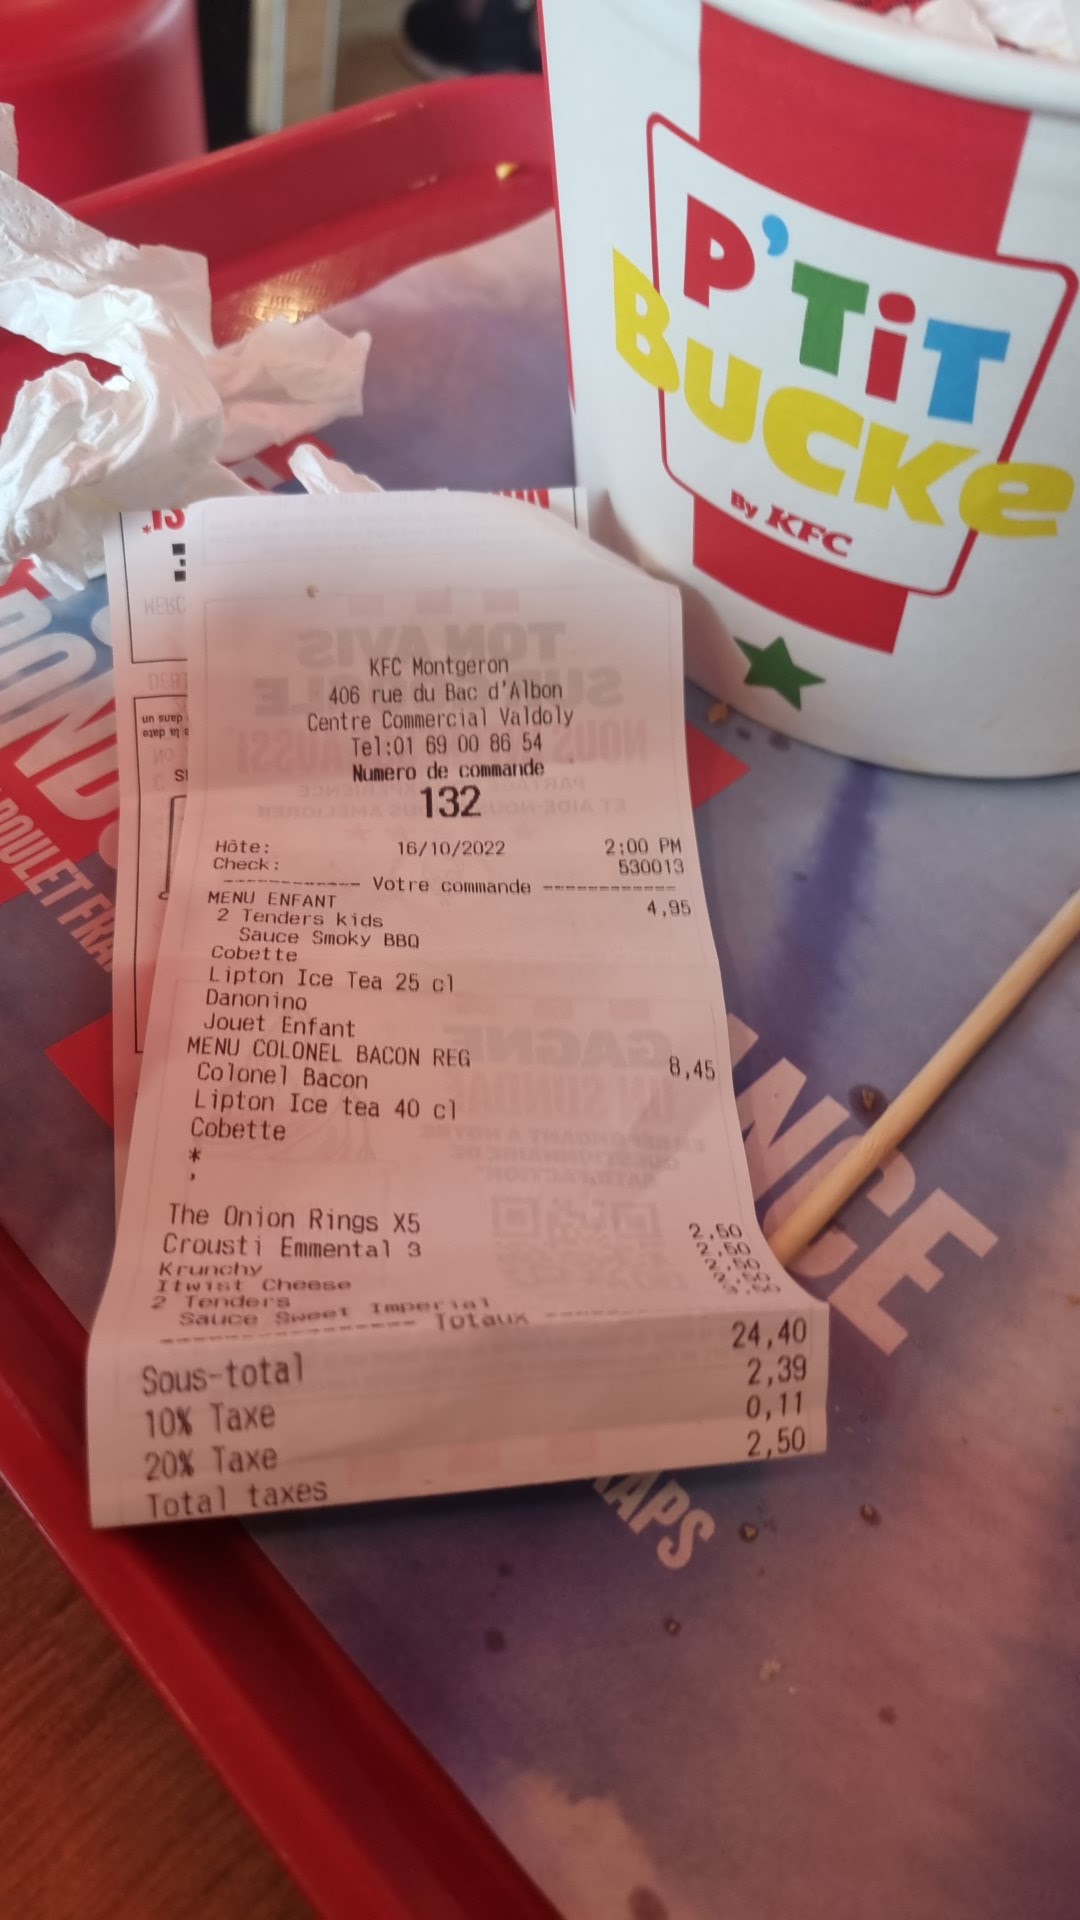 P'TiT
BUCKe
By KFC
KFC Montgeron
406 rue du Bac d'Albon
Centre Commercial Valdoly
Tel:01 69 00 86 54
Numero de commande
132
Hôte: 16/10/2022 2:00 PM
Check: 530013
------------ Votre commande ------------
MENU ENFANT 4,95
2 Tenders kids
Sauce Smoky BBQ
Cobette
Lipton Ice Tea 25 cl
Danonino
Jouet Enfant
MENU COLONEL BACON REG 8,45
Colonel Bacon
Lipton Ice tea 40 cl
Cobette
*
,
The Onion Rings X5 2,50
Crousti Emmental 3 2,50
Krunchy
Itwist Cheese
2 Tenders
Sauce Sweet Imperial
Totaux
Sous-total 24,40
10% Taxe 2,39
20% Taxe 0,11
Total taxes 2,50
POULET
ANCE
APS